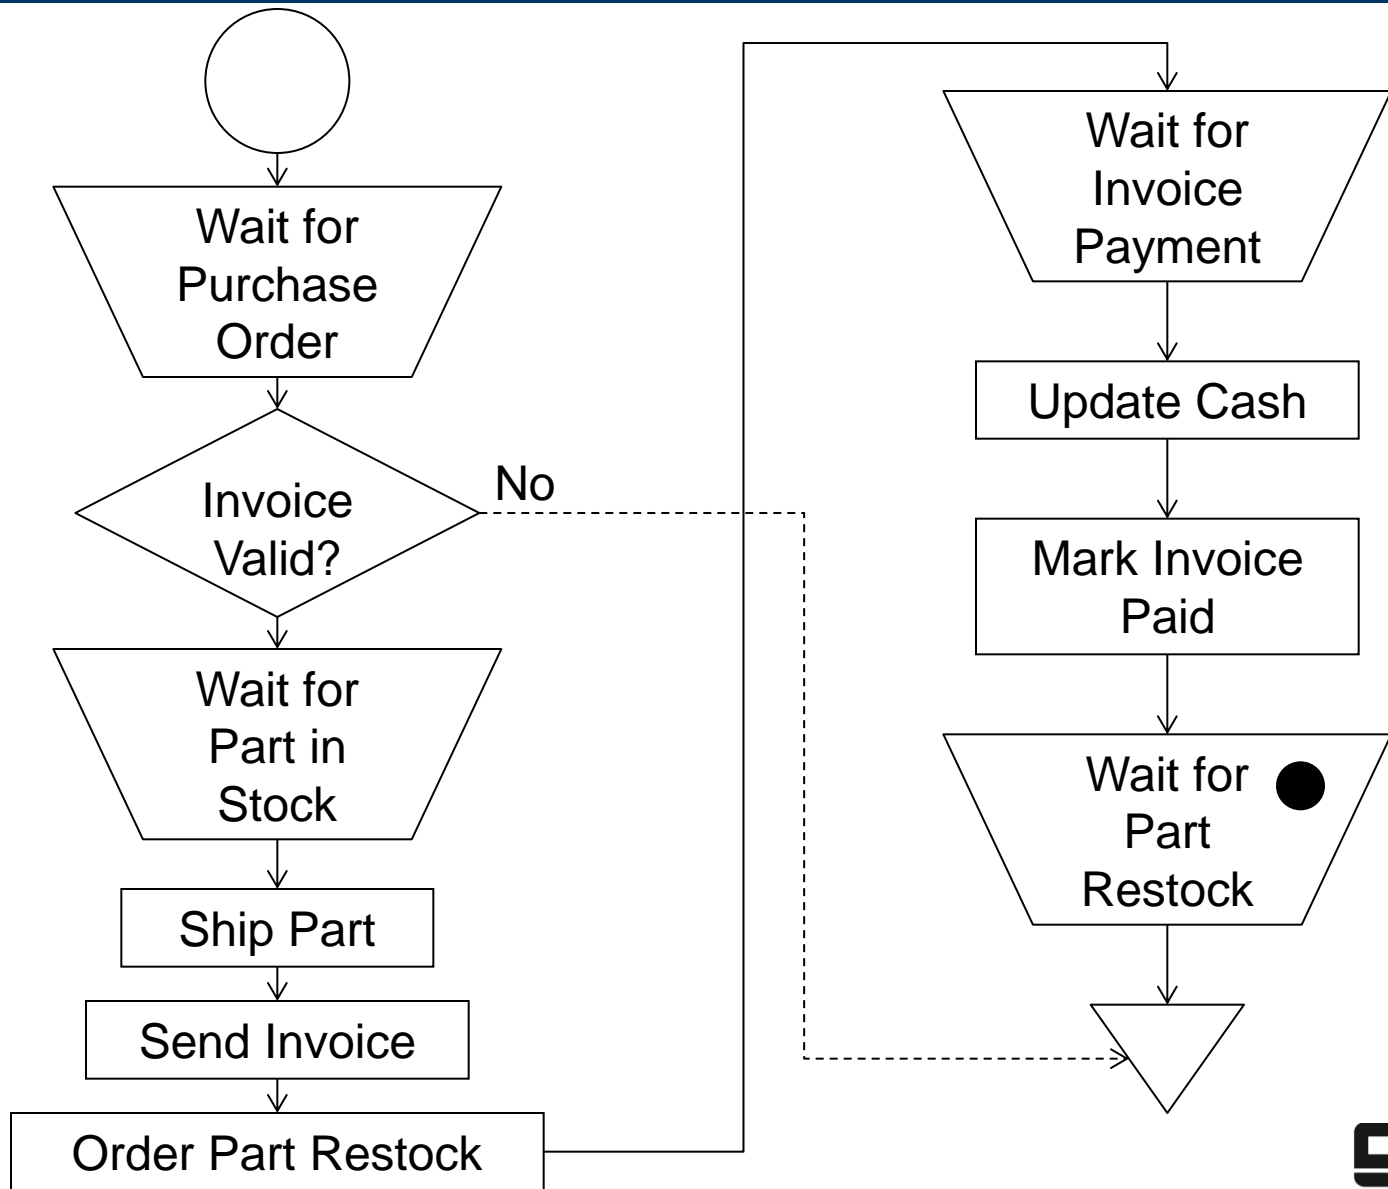 Wait for
Purchase
Order
Invoice
Valid?
No
Wait for
Part in
Stock
Ship Part
Send Invoice
Order Part Restock
Wait for
Invoice
Payment
Update Cash
Mark Invoice
Paid
Wait for
Part
Restock